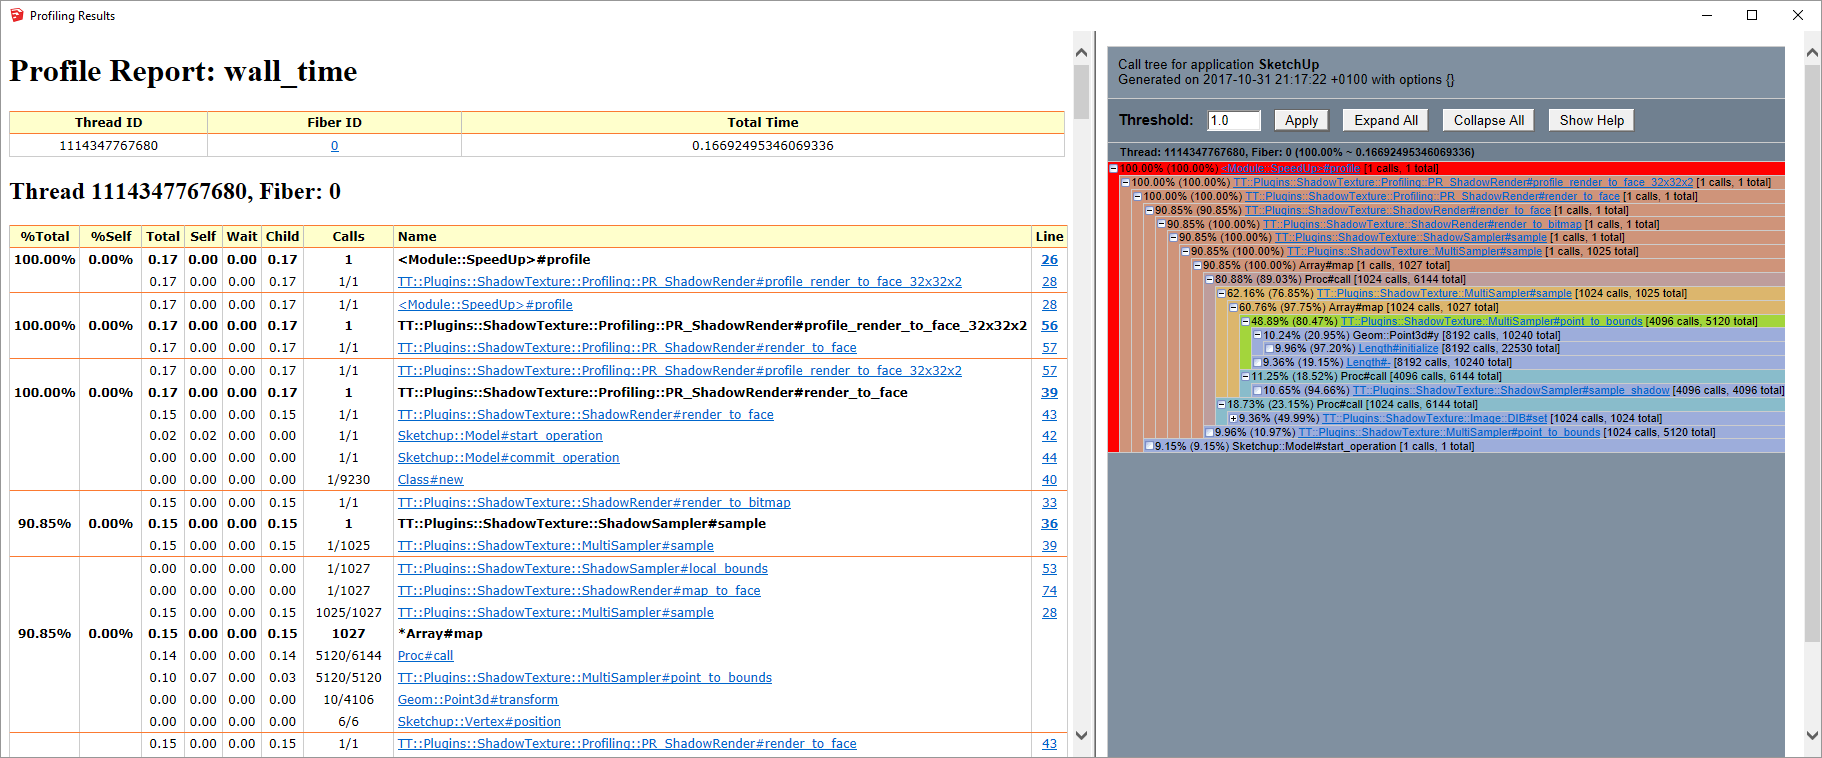 Profiling Results
Profile Report: wall_time
Thread ID Fiber ID Total Time
1114347767680 0 0.16692495346069336
Thread 1114347767680, Fiber: 0
%Total %Self Total Self Wait Child Calls Name Line
100.00% 0.00% 0.17 0.00 0.00 0.17 1 <Module::SpeedUp>#profile 26
0.17 0.00 0.00 0.17 1/1 TT::Plugins::ShadowTexture::Profiling::PR_ShadowRender#profile_render_to_face_32x32x2 28
0.17 0.00 0.00 0.17 1/1 <Module::SpeedUp>#profile 28
100.00% 0.00% 0.17 0.00 0.00 0.17 1 TT::Plugins::ShadowTexture::Profiling::PR_ShadowRender#profile_render_to_face_32x32x2 56
0.17 0.00 0.00 0.17 1/1 TT::Plugins::ShadowTexture::Profiling::PR_ShadowRender#render_to_face 57
0.17 0.00 0.00 0.17 1/1 TT::Plugins::ShadowTexture::Profiling::PR_ShadowRender#profile_render_to_face_32x32x2 57
100.00% 0.00% 0.17 0.00 0.00 0.17 1 TT::Plugins::ShadowTexture::Profiling::PR_ShadowRender#render_to_face 39
0.15 0.00 0.00 0.15 1/1 TT::Plugins::ShadowTexture::ShadowRender#render_to_face 43
0.02 0.02 0.00 0.00 1/1 Sketchup::Model#start_operation 42
0.00 0.00 0.00 0.00 1/1 Sketchup::Model#commit_operation 44
0.00 0.00 0.00 0.00 1/9230 Class#new 40
0.15 0.00 0.00 0.15 1/1 TT::Plugins::ShadowTexture::ShadowRender#render_to_bitmap 33
90.85% 0.00% 0.15 0.00 0.00 0.15 1 TT::Plugins::ShadowTexture::ShadowSampler#sample 36
0.15 0.00 0.00 0.15 1/1025 TT::Plugins::ShadowTexture::MultiSampler#sample 39
0.00 0.00 0.00 0.00 1/1027 TT::Plugins::ShadowTexture::ShadowSampler#local_bounds 53
0.00 0.00 0.00 0.00 1/1027 TT::Plugins::ShadowTexture::ShadowRender#map_to_face 74
0.15 0.00 0.00 0.15 1025/1027 TT::Plugins::ShadowTexture::MultiSampler#sample 28
90.85% 0.00% 0.15 0.00 0.00 0.15 1027 *Array#map
0.14 0.00 0.00 0.14 5120/6144 Proc#call
0.10 0.07 0.00 0.03 5120/5120 TT::Plugins::ShadowTexture::MultiSampler#point_to_bounds
0.00 0.00 0.00 0.00 10/4106 Geom::Point3d#transform
0.00 0.00 0.00 0.00 6/6 Sketchup::Vertex#position
0.15 0.00 0.00 0.15 1/1 TT::Plugins::ShadowTexture::Profiling::PR_ShadowRender#render_to_face 43
Call tree for application SketchUp
Generated on 2017-10-31 21:17:22 +0100 with options {}
Threshold: 1.0 Apply Expand All Collapse All Show Help
Thread: 1114347767680, Fiber: 0 (100.00% ~ 0.16692495346069336)
100.00% (100.00%) <Module::SpeedUp>#profile [1 calls, 1 total]
100.00% (100.00%) TT::Plugins::ShadowTexture::Profiling::PR_ShadowRender#profile_render_to_face_32x32x2 [1 calls, 1 total]
100.00% (100.00%) TT::Plugins::ShadowTexture::Profiling::PR_ShadowRender#render_to_face [1 calls, 1 total]
90.85% (90.85%) TT::Plugins::ShadowTexture::ShadowRender#render_to_face [1 calls, 1 total]
90.85% (100.00%) TT::Plugins::ShadowTexture::ShadowRender#render_to_bitmap [1 calls, 1 total]
90.85% (100.00%) TT::Plugins::ShadowTexture::ShadowSampler#sample [1 calls, 1 total]
90.85% (100.00%) TT::Plugins::ShadowTexture::MultiSampler#sample [1 calls, 1025 total]
90.85% (100.00%) Array#map [1 calls, 1027 total]
80.88% (89.03%) Proc#call [1024 calls, 6144 total]
62.16% (76.85%) TT::Plugins::ShadowTexture::MultiSampler#sample [1024 calls, 1025 total]
60.76% (97.75%) Array#map [1024 calls, 1027 total]
48.89% (80.47%) TT::Plugins::ShadowTexture::MultiSampler#point_to_bounds [4096 calls, 5120 total]
10.24% (20.95%) Geom::Point3d#y [8192 calls, 10240 total]
9.96% (97.20%) Length#initialize [8192 calls, 22530 total]
9.36% (19.15%) Length#- [8192 calls, 10240 total]
11.25% (18.52%) Proc#call [4096 calls, 6144 total]
10.65% (94.66%) TT::Plugins::ShadowTexture::ShadowSampler#sample_shadow [4096 calls, 4096 total]
18.73% (23.15%) Proc#call [1024 calls, 6144 total]
9.36% (49.99%) TT::Plugins::ShadowTexture::Image::DIB#set [1024 calls, 1024 total]
9.96% (10.97%) TT::Plugins::ShadowTexture::MultiSampler#point_to_bounds [1024 calls, 5120 total]
9.15% (9.15%) Sketchup::Model#start_operation [1 calls, 1 total]